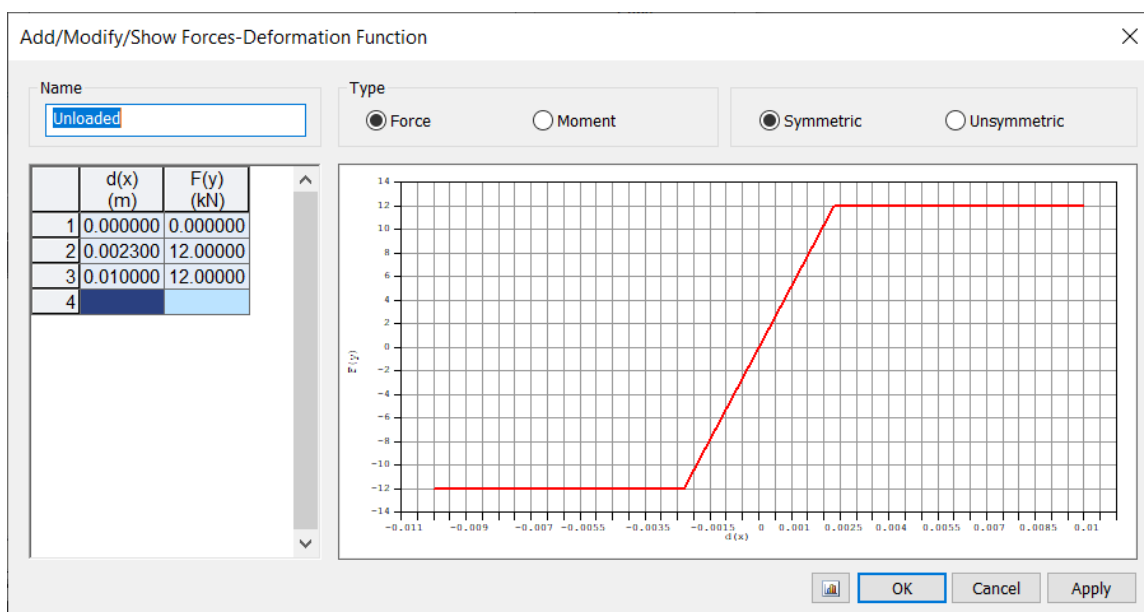 Add/Modify/Show Forces-Deformation Function
Name
Unloaded
Type
Force
Moment
Symmetric
Unsymmetric
d(x) F(y)
(m) (kN)
1 0.000000 0.000000
2 0.002300 12.00000
3 0.010000 12.00000
4
14
12
10
8
6
4
2
0
-2
-4
-6
-8
-10
-12
-14
F(y)
-0.011 -0.009 -0.007 -0.0055 -0.0035 -0.0015 0 0.001 0.0025 0.004 0.0055 0.007 0.0085 0.01
d(x)
OK
Cancel
Apply